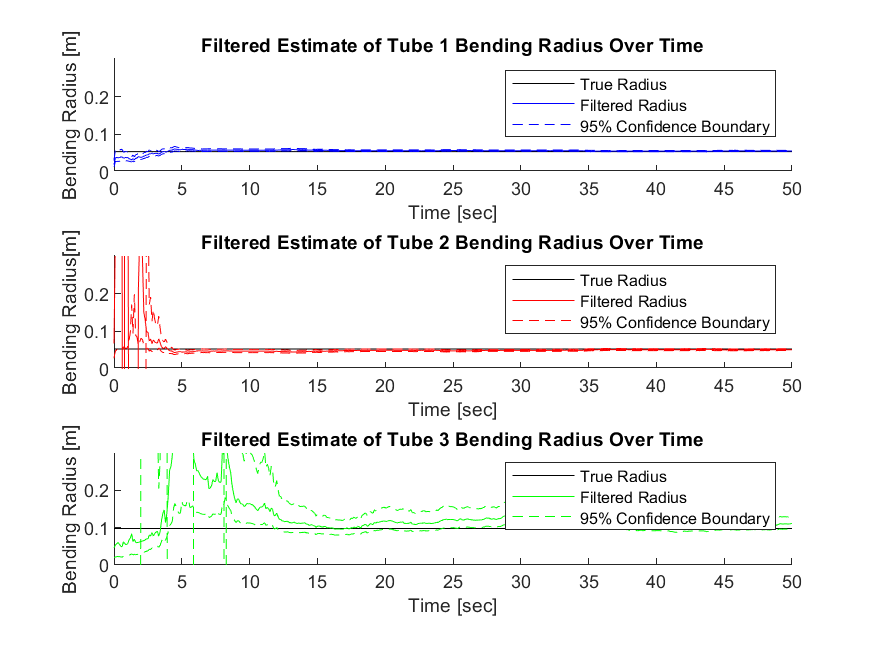 Filtered Estimate of Tube 1 Bending Radius Over Time
Bending Radius [m]
0.2
0.1
0
True Radius
Filtered Radius
95% Confidence Boundary
0 5 10 15 20 25 30 35 40 45 50
Time [sec]
Filtered Estimate of Tube 2 Bending Radius Over Time
Bending Radius[m]
0.2
0.1
0
True Radius
Filtered Radius
95% Confidence Boundary
0 5 10 15 20 25 30 35 40 45 50
Time [sec]
Filtered Estimate of Tube 3 Bending Radius Over Time
Bending Radius [m]
0.2
0.1
0
True Radius
Filtered Radius
95% Confidence Boundary
0 5 10 15 20 25 30 35 40 45 50
Time [sec]